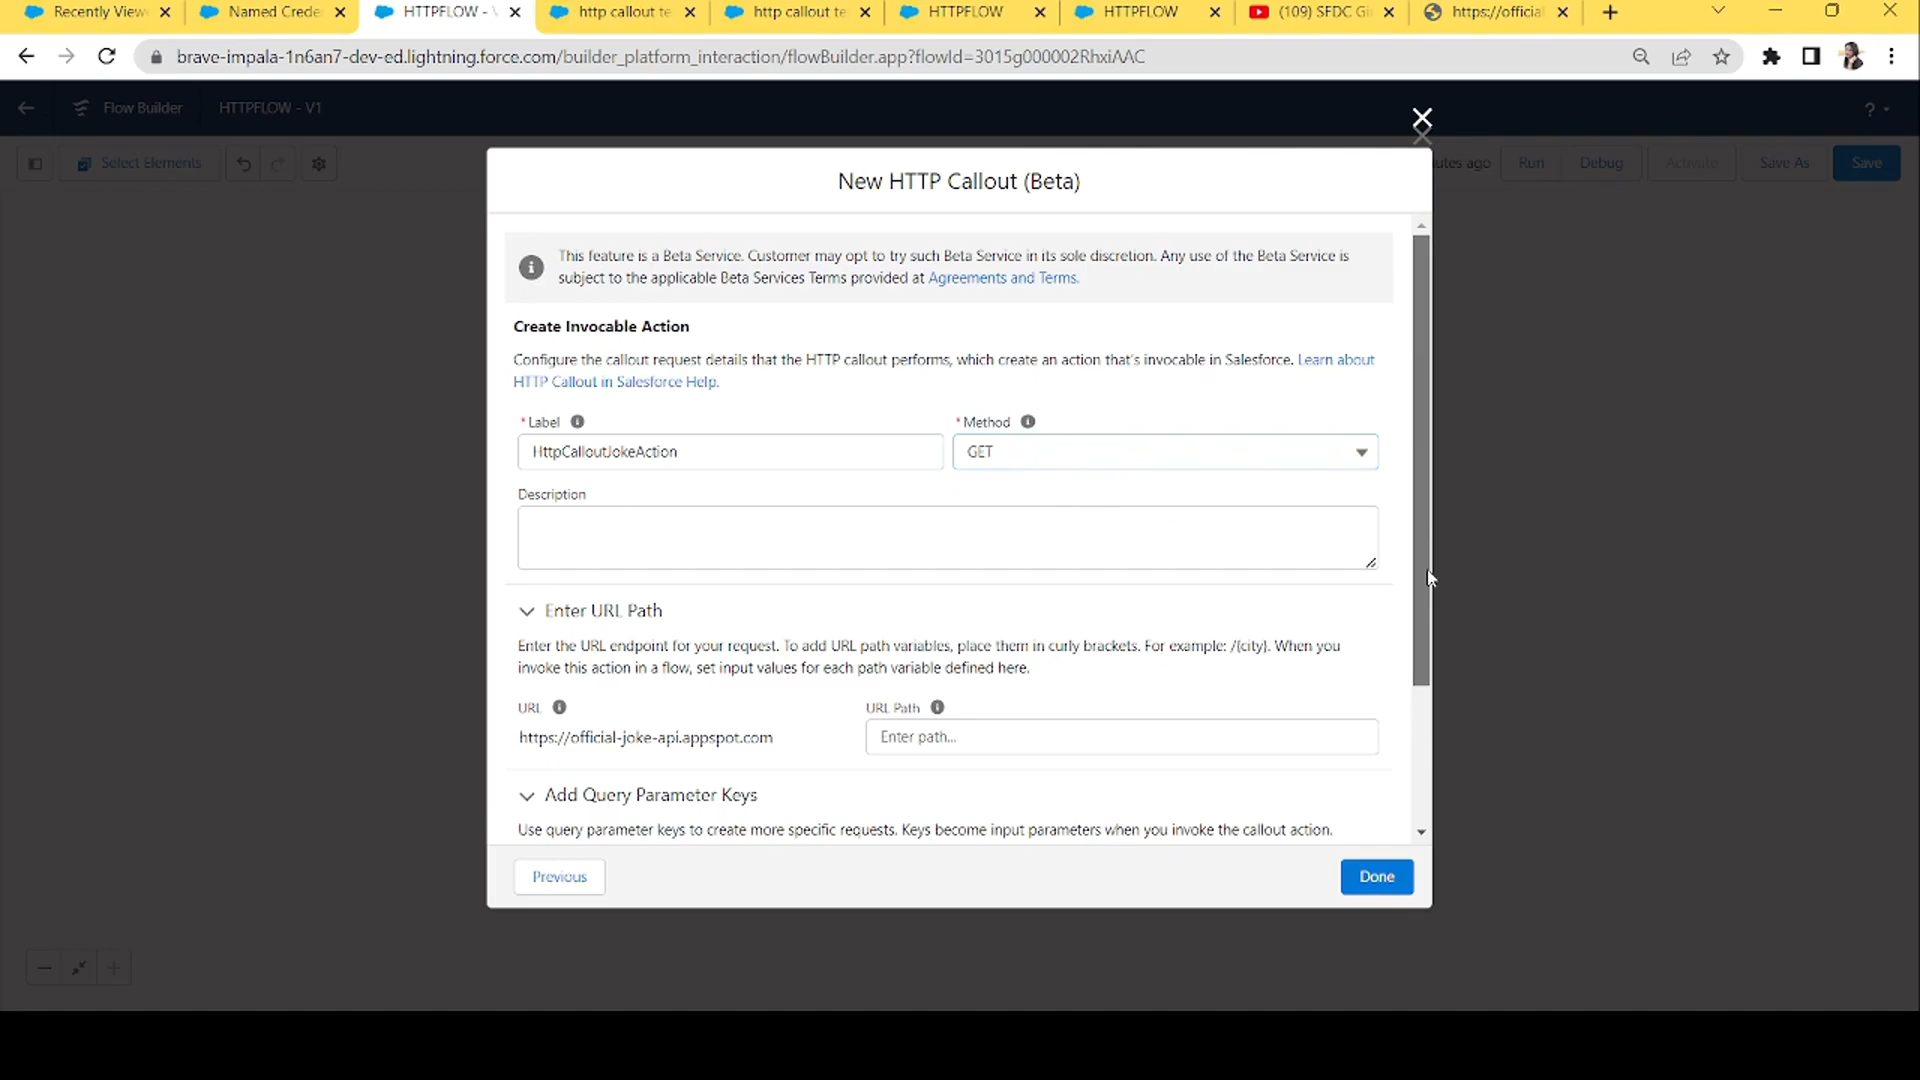 Recently View
Named Crede
HTTPFLOW - V
http callout te
http callout te
HTTPFLOW
HTTPFLOW
(109) SFDC Gi
https://official
brave-impala-1n6an7-dev-ed.lightning.force.com/builder_platform_interaction/flowBuilder.app?flowId=3015g000002RhxiAAC
Flow Builder
HTTPFLOW - V1
?
Select Elements
utes ago
Run
Debug
Activate
Save As
Save
New HTTP Callout (Beta)
This feature is a Beta Service. Customer may opt to try such Beta Service in its sole discretion. Any use of the Beta Service is
subject to the applicable Beta Services Terms provided at Agreements and Terms.
Create Invocable Action
Configure the callout request details that the HTTP callout performs, which create an action that's invocable in Salesforce. Learn about
HTTP Callout in Salesforce Help.
* Label
* Method
HttpCalloutJokeAction
GET
Description
Enter URL Path
Enter the URL endpoint for your request. To add URL path variables, place them in curly brackets. For example: /{city}. When you
invoke this action in a flow, set input values for each path variable defined here.
URL
URL Path
https://official-joke-api.appspot.com
Enter path...
Add Query Parameter Keys
Use query parameter keys to create more specific requests. Keys become input parameters when you invoke the callout action.
Previous
Done